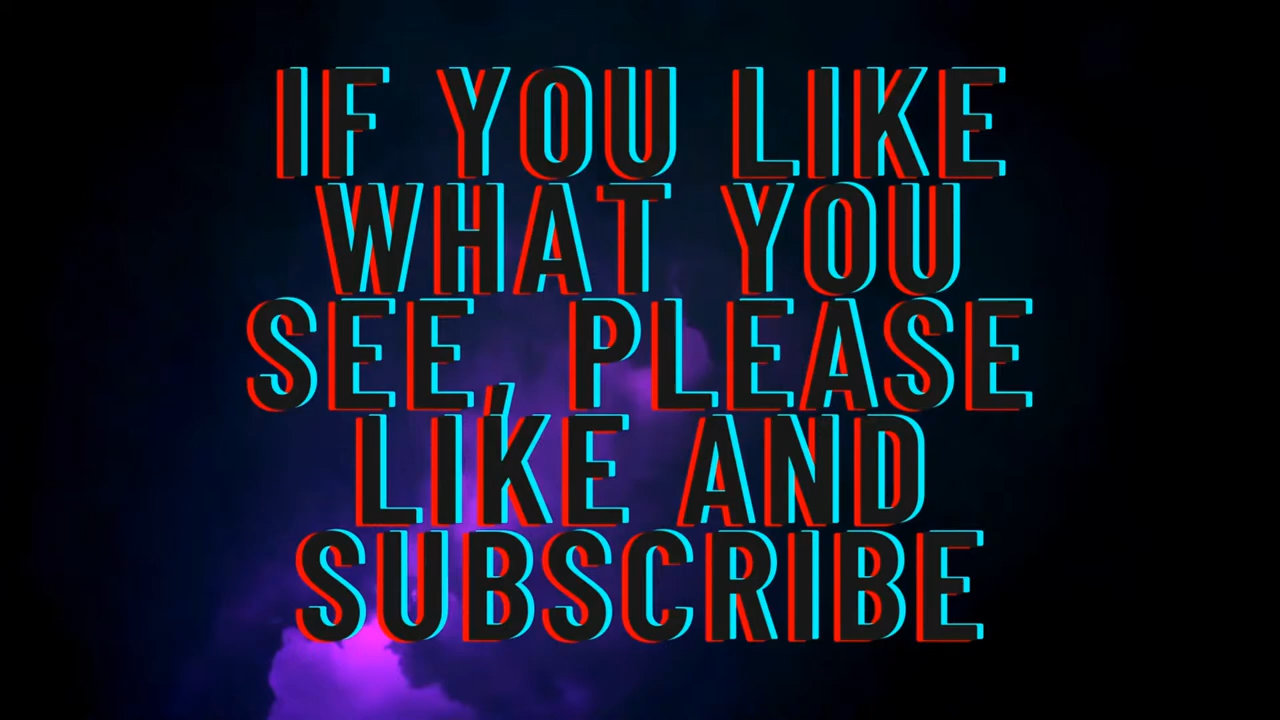 IF YOU LIKE
WHAT YOU
SEE, PLEASE
LIKE AND
SUBSCRIBE